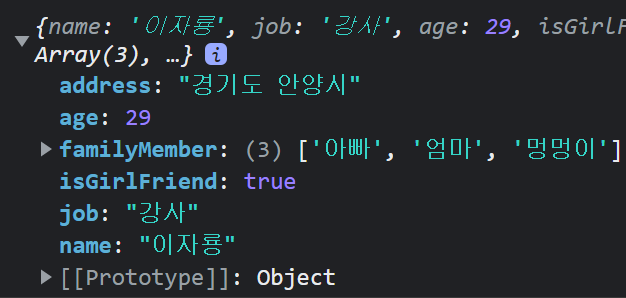 {name: '이자룡', job: '강사', age: 29, isGirlF
Array(3), …} i
address: "경기도 안양시"
age: 29
familyMember: (3) ['아빠', '엄마', '멍멍이']
isGirlFriend: true
job: "강사"
name: "이자룡"
[[Prototype]]: Object